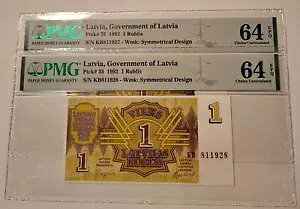 PMG
PAPER MONEY GUARANTY
Latvia, Government of Latvia
Pick# 35 1992 1 Rublis
S/N KB811927 - Wmk: Symmetrical Design
64 EPQ
Choice Uncirculated
PMG
PAPER MONEY GUARANTY
Latvia, Government of Latvia
Pick# 35 1992 1 Rublis
S/N KB811928 - Wmk: Symmetrical Design
64 EPQ
Choice Uncirculated
VIENS
1
1
LATVIJAS
RUBLIS
KB 811928